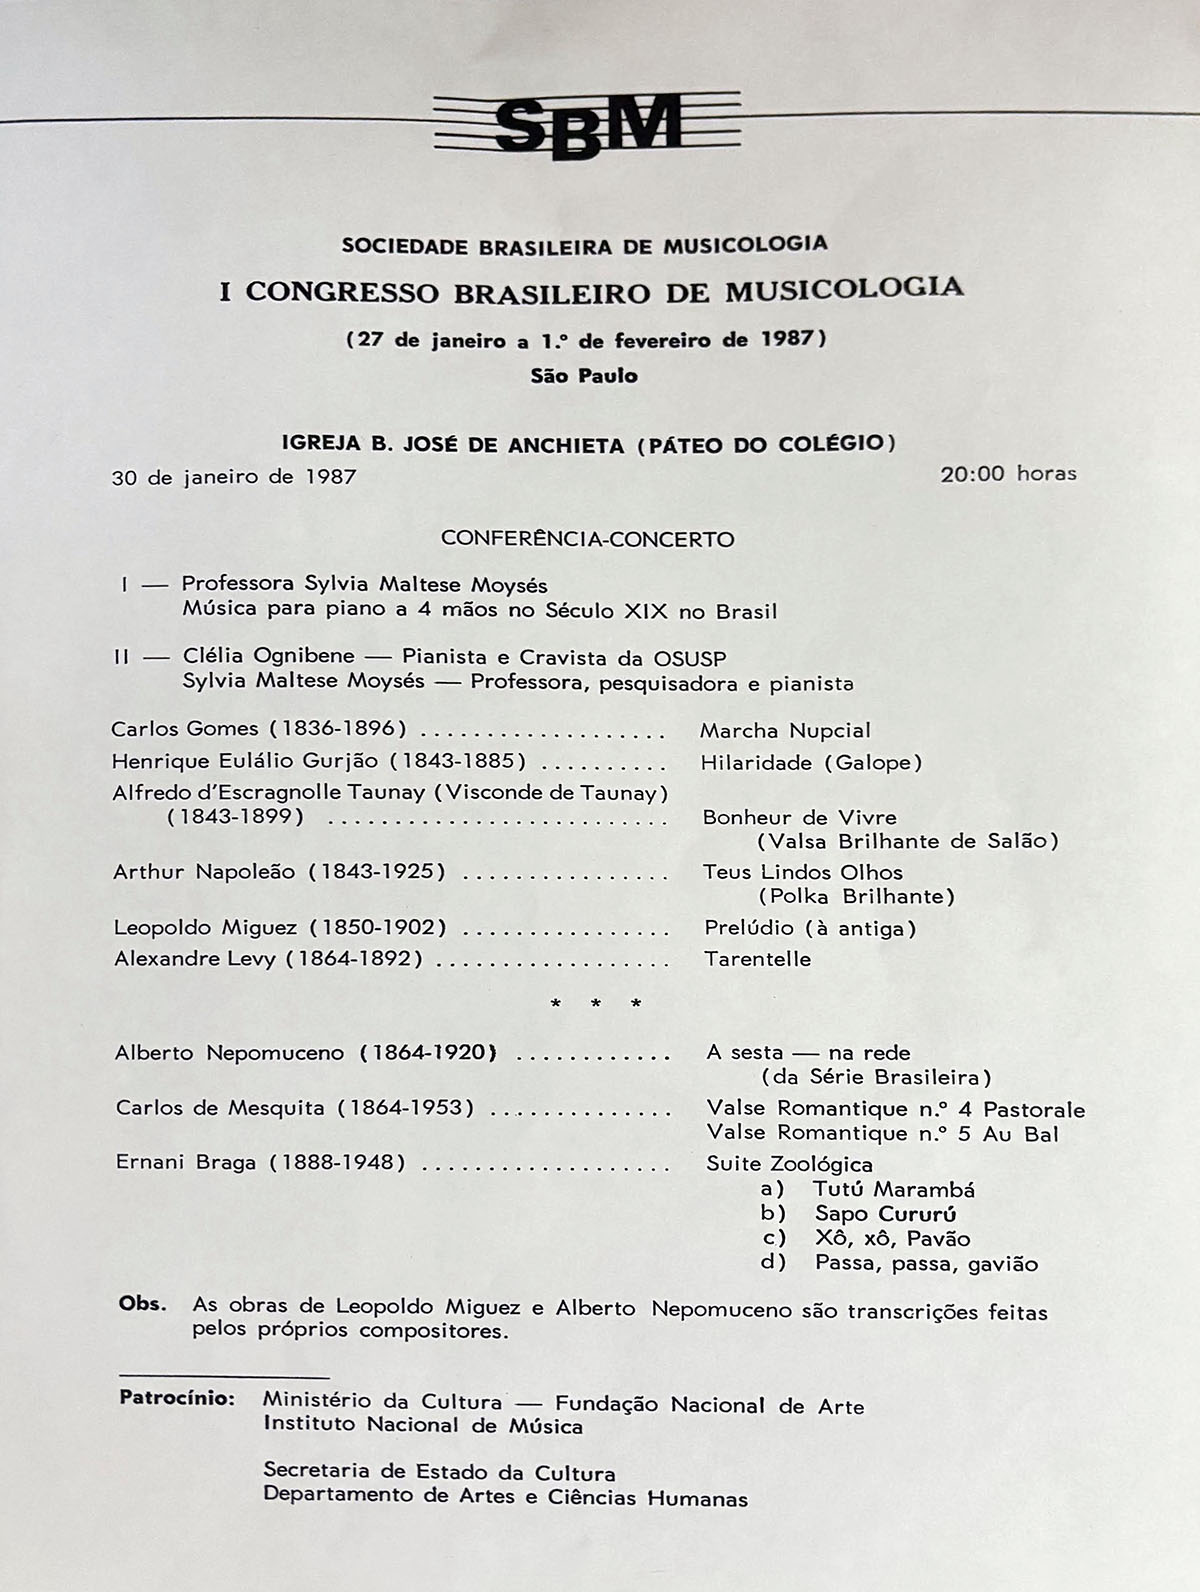 SBM
SOCIEDADE BRASILEIRA DE MUSICOLOGIA
I CONGRESSO BRASILEIRO DE MUSICOLOGIA
(27 de janeiro a 1.º de fevereiro de 1987)
São Paulo
IGREJA B. JOSÉ DE ANCHIETA (PÁTEO DO COLÉGIO)
30 de janeiro de 1987 20:00 horas
CONFERÊNCIA-CONCERTO
I — Professora Sylvia Maltese Moysés
Música para piano a 4 mãos no Século XIX no Brasil
II — Clélia Ognibene — Pianista e Cravista da OSUSP
Sylvia Maltese Moysés — Professora, pesquisadora e pianista
Carlos Gomes (1836-1896) ................... Marcha Nupcial
Henrique Eulálio Gurjão (1843-1885) .......... Hilaridade (Galope)
Alfredo d'Escragnolle Taunay (Visconde de Taunay)
(1843-1899) .......................... Bonheur de Vivre
(Valsa Brilhante de Salão)
Arthur Napoleão (1843-1925) ................ Teus Lindos Olhos
(Polka Brilhante)
Leopoldo Miguez (1850-1902) ................ Prelúdio (à antiga)
Alexandre Levy (1864-1892) .................. Tarentelle
* * *
Alberto Nepomuceno (1864-1920) ............ A sesta — na rede
(da Série Brasileira)
Carlos de Mesquita (1864-1953) .............. Valse Romantique n.º 4 Pastorale
Valse Romantique n.º 5 Au Bal
Ernani Braga (1888-1948) ................... Suite Zoológica
a) Tutú Marambá
b) Sapo Cururú
c) Xô, xô, Pavão
d) Passa, passa, gavião
Obs. As obras de Leopoldo Miguez e Alberto Nepomuceno são transcrições feitas
pelos próprios compositores.
Patrocínio: Ministério da Cultura — Fundação Nacional de Arte
Instituto Nacional de Música
Secretaria de Estado da Cultura
Departamento de Artes e Ciências Humanas